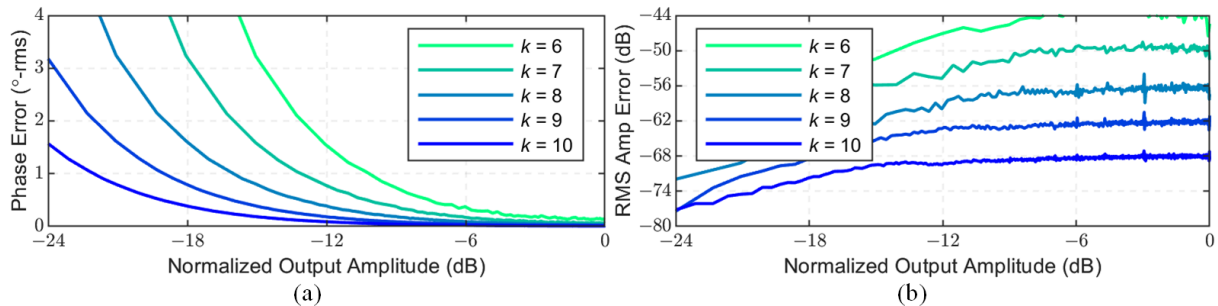 4
3
2
1
0
Phase Error (°-rms)
k = 6
k = 7
k = 8
k = 9
k = 10
−24
−18
−12
−6
0
Normalized Output Amplitude (dB)
(a)
−44
−50
−56
−62
−68
−74
−80
RMS Amp Error (dB)
k = 6
k = 7
k = 8
k = 9
k = 10
−24
−18
−12
−6
0
Normalized Output Amplitude (dB)
(b)